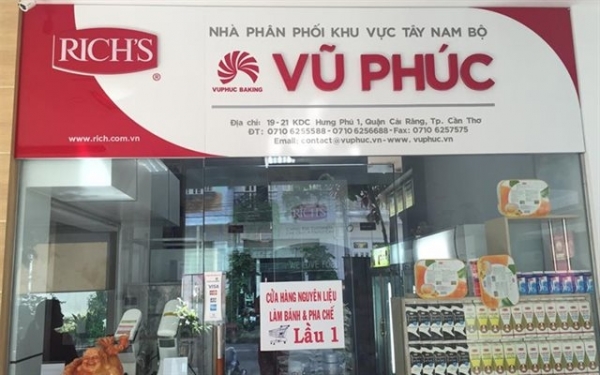 RICH'S
®
www.rich.com.vn
NHÀ PHÂN PHỐI KHU VỰC TÂY NAM BỘ
VUPHUC BAKING
VŨ PHÚC
Địa chỉ: 19-21 KDC Hưng Phú 1, Quận Cái Răng, Tp. Cần Thơ
ĐT: 0710 6255588 - 0710 6256688 - Fax: 0710 6257575
Email: contact@vuphuc.vn - www. vuphuc.vn
RICH'S
VISA
CỬA HÀNG NGUYÊN LIỆU
LÀM BÁNH & PHA CHẾ
Lầu 1